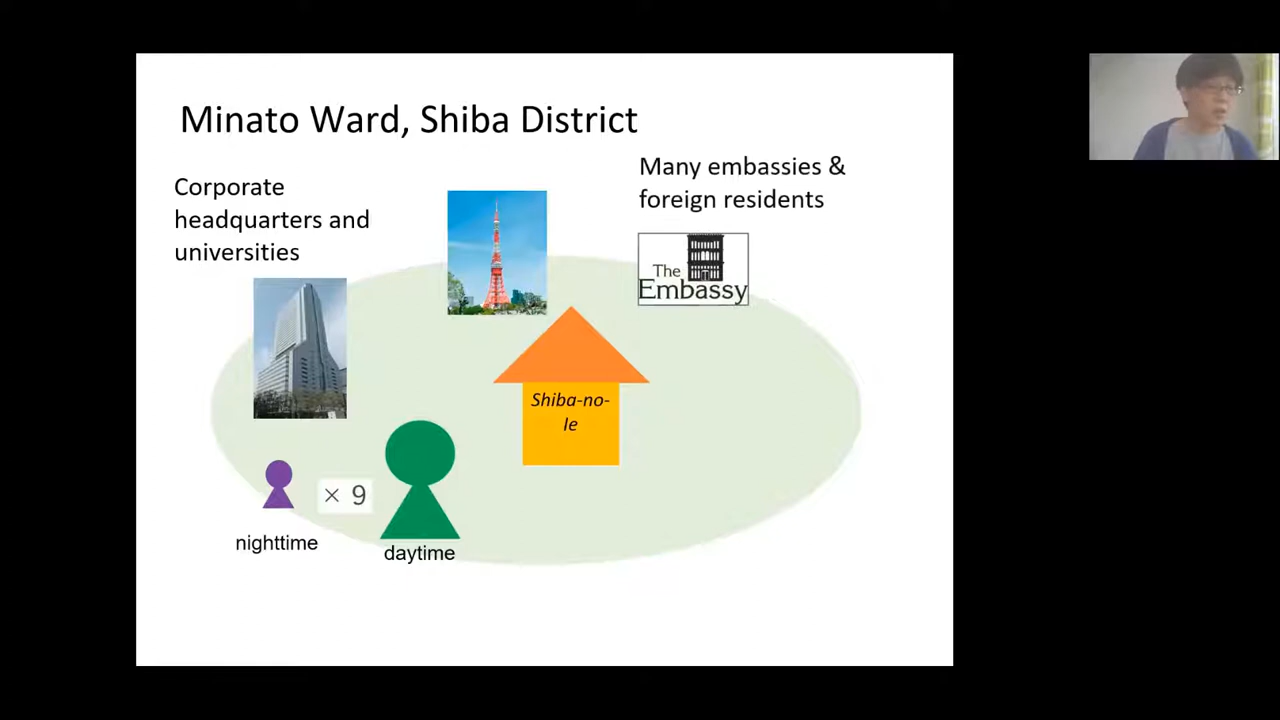 Minato Ward, Shiba District
Corporate
headquarters and
universities
Many embassies &
foreign residents
The
Embassy
Shiba-no-
Ie
× 9
nighttime
daytime